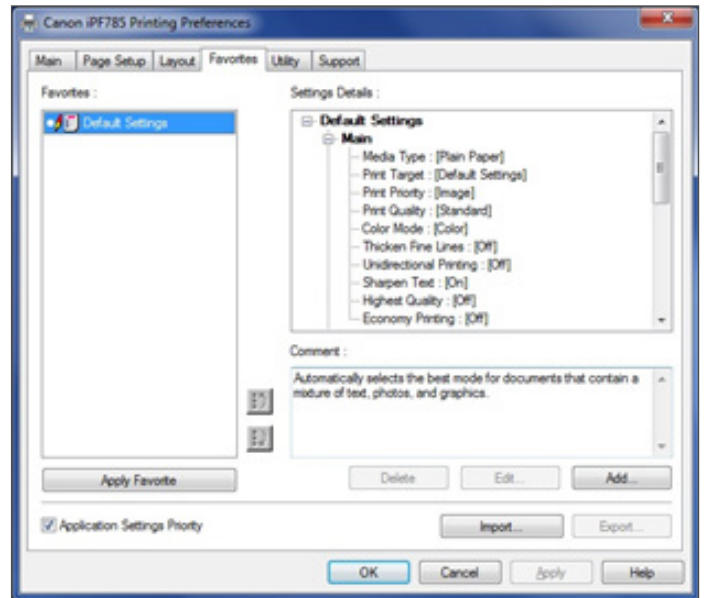 Canon iPF785 Printing Preferences
Main Page Setup Layout Favorites Utility Support
Favorites :
Default Settings
Settings Details :
Default Settings
Main
Media Type : [Plain Paper]
Print Target : [Default Settings]
Print Priority : [Image]
Print Quality : [Standard]
Color Mode : [Color]
Thicken Fine Lines : [Off]
Unidirectional Printing : [Off]
Sharpen Text : [On]
Highest Quality : [Off]
Economy Printing : [Off]
Comment :
Automatically selects the best mode for documents that contain a
mixture of text, photos, and graphics.
Apply Favorite
Delete Edit... Add...
Application Settings Priority
Import... Export...
OK Cancel Apply Help